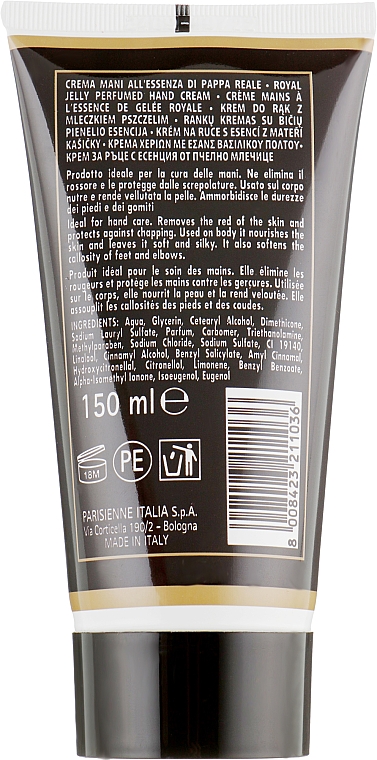 CREMA MANI ALL'ESSENZA DI PAPPA REALE • ROYAL
JELLY PERFUMED HAND CREAM • CRÈME MAINS À
L'ESSENCE DE GELÉE ROYALE • KREM DO RĄK Z
MLECZKIEM PSZCZELIM • RANKŲ KREMAS SU BIČIŲ
PIENELIO ESENCIJA • KRÉM NA RUCE S ESENCÍ Z MATEŘÍ
KAŠIČKY • ΚΡΕΜΑ ΧΕΡΙΩΝ ΜΕ ΕΣΑΝΣ ΒΑΣΙΛΙΚΟΥ ΠΟΛΤΟΥ •
КРЕМ ЗА РЪЦЕ С ЕСЕНЦИЯ ОТ ПЧЕЛНО МЛЕЧИЦЕ
Prodotto ideale per la cura delle mani. Ne elimina il
rossore e le protegge dalle screpolature. Usato sul corpo
nutre e rende vellutata la pelle. Ammorbidisce le durezze
dei piedi e dei gomiti
Ideal for hand care. Removes the red of the skin and
protects against chapping. Used on body it nourishes the
skin and leaves it soft and silky. It also softens the
callosity of feet and elbows.
Produit idéal pour le soin des mains. Elle élimine les
rougeurs et protège les mains contre les gerçures. Utilisée
sur le corps, elle nourrit la peau et la rend veloutée. Elle
assouplit les callosités des pieds et des coudes.
INGREDIENTS: Aqua, Glycerin, Cetearyl Alcohol, Dimethicone,
Sodium Lauryl Sulfate, Parfum, Carbomer, Triethanolamine,
Methylparaben, Sodium Chloride, Sodium Sulfate, CI 19140,
Linalool, Cinnamyl Alcohol, Benzyl Salicylate, Amyl Cinnamal,
Hydroxycitronellal, Citronellol, Limonene, Benzyl Benzoate,
Alpha-Isomethyl Ionone, Isoeugenol, Eugenol
150 ml e
18M
PE
8 008423 211036
PARISIENNE ITALIA S.p.A.
Via Corticella 190/2 - Bologna
MADE IN ITALY